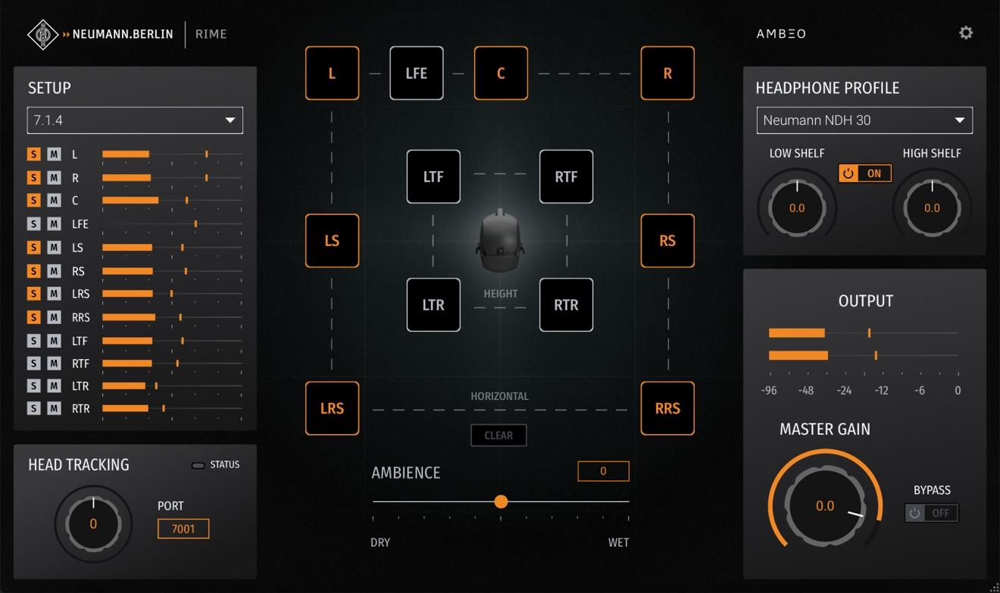 NEUMANN.BERLIN RIME
AMBEO
SETUP
7.1.4
S M L
S M R
S M C
S M LFE
S M LS
S M RS
S M LRS
S M RRS
S M LTF
S M RTF
S M LTR
S M RTR
HEAD TRACKING
STATUS
0
PORT
7001
L LFE C R
LTF RTF
LS RS
LTR HEIGHT RTR
LRS HORIZONTAL RRS
CLEAR
AMBIENCE 0
DRY WET
HEADPHONE PROFILE
Neumann NDH 30
LOW SHELF HIGH SHELF
ON
0.0 0.0
OUTPUT
-96 -48 -24 -12 -6 0
MASTER GAIN
0.0
BYPASS
OFF